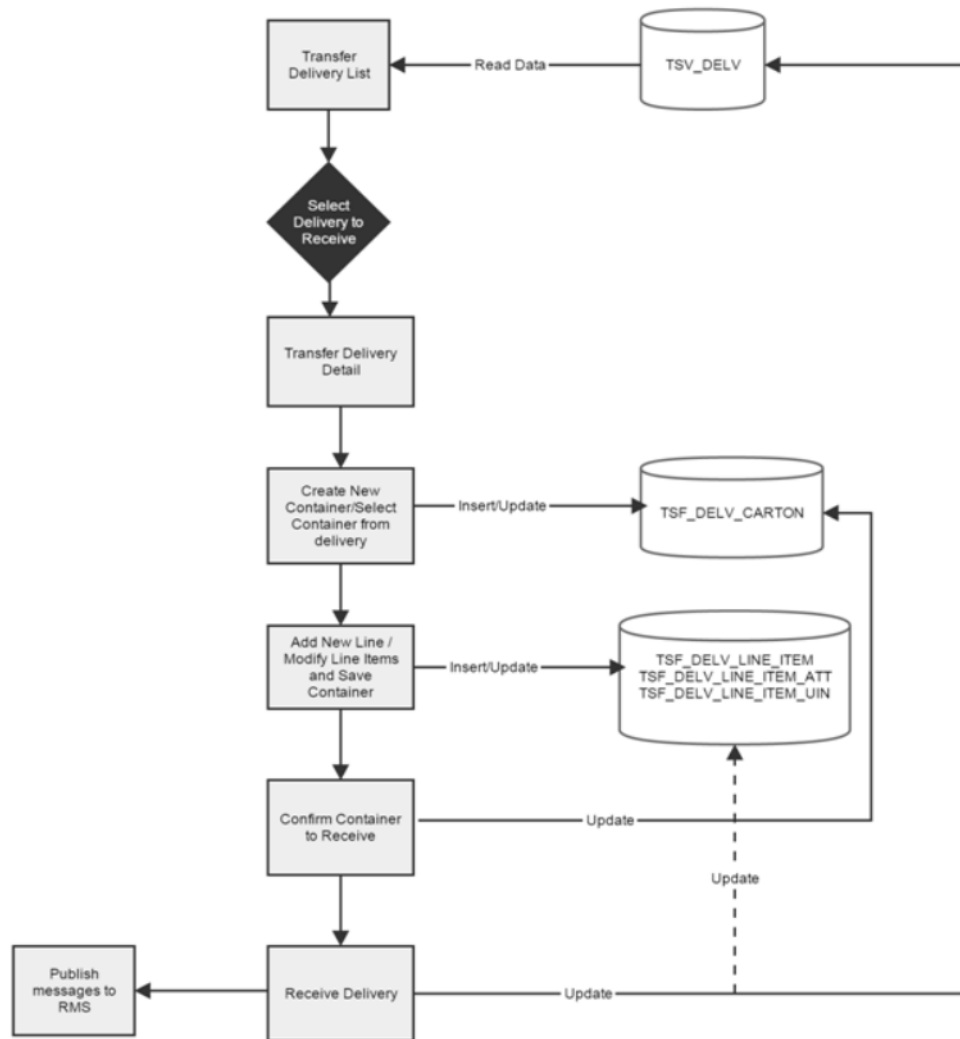 Transfer
Delivery List
Read Data
TSV_DELV
Select
Delivery to
Receive
Transfer Delivery
Detail
Create New
Container/Select
Container from
delivery
Insert/Update
TSF_DELV_CARTON
Add New Line /
Modify Line Items
and Save
Container
Insert/Update
TSF_DELV_LINE_ITEM
TSF_DELV_LINE_ITEM_ATT
TSF_DELV_LINE_ITEM_UIN
Confirm Container
to Receive
Update
Update
Publish
messages to
RMS
Receive Delivery
Update